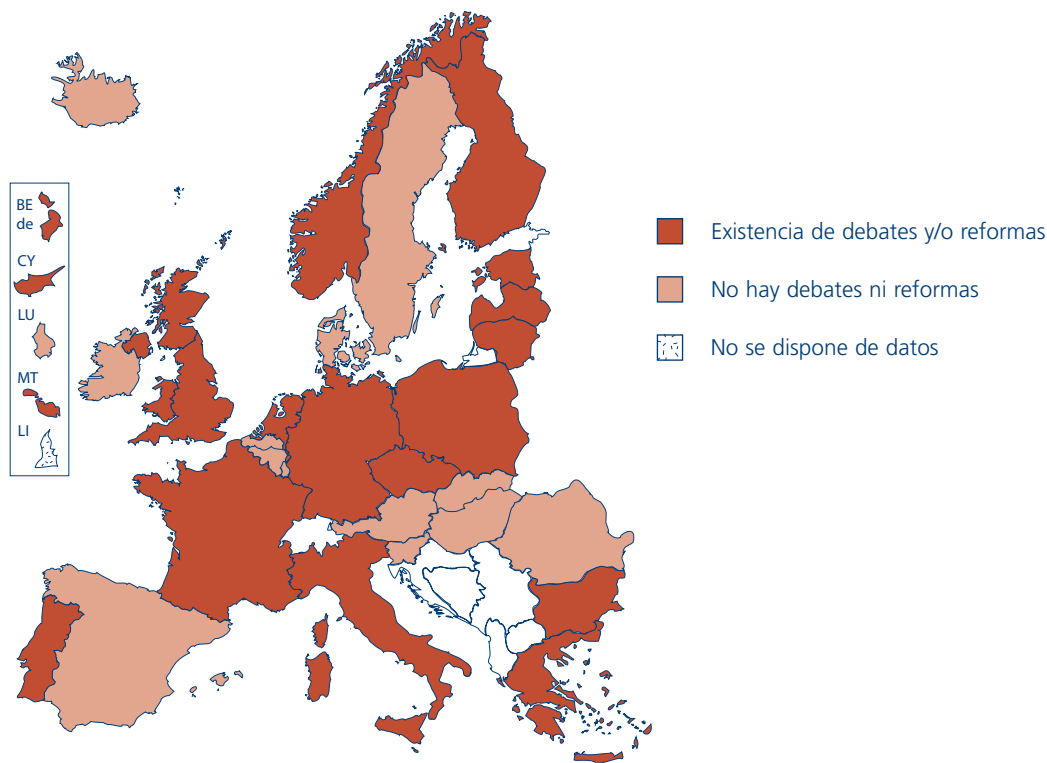 BE
de
CY
LU
MT
LI
Existencia de debates y/o reformas
No hay debates ni reformas
No se dispone de datos